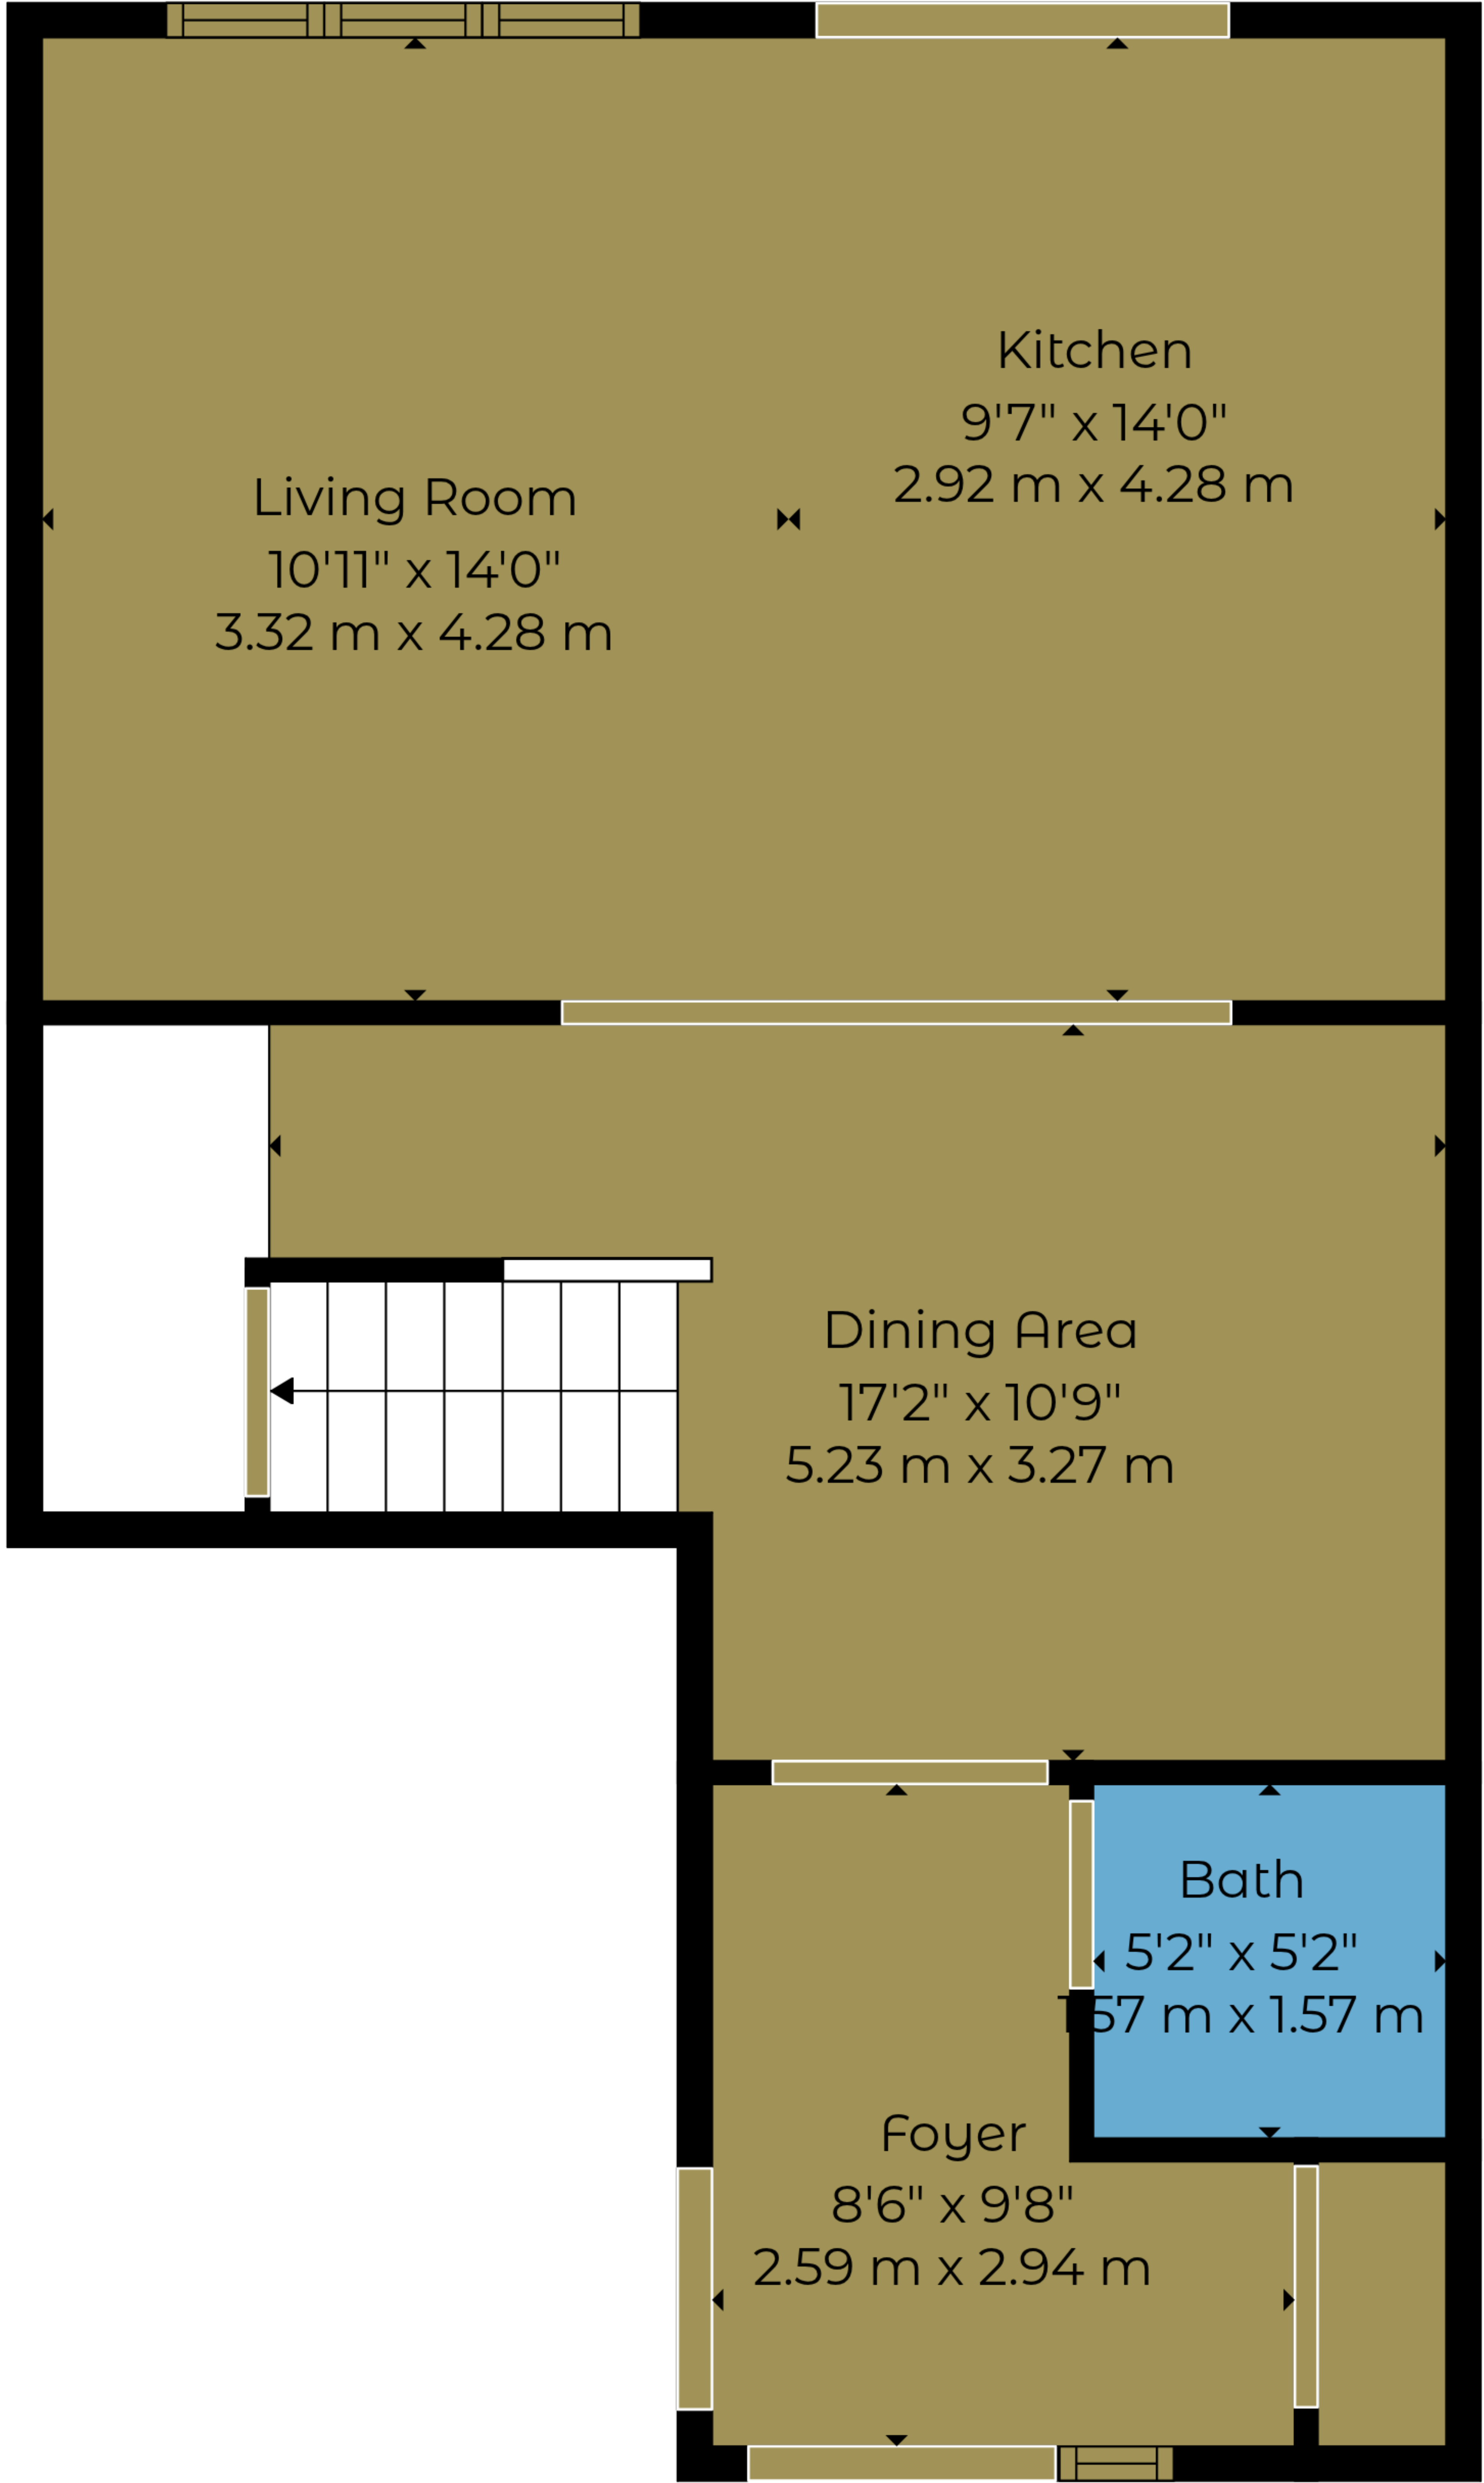 Kitchen
9'7" x 14'0"
2.92 m x 4.28 m
Living Room
10'11" x 14'0"
3.32 m x 4.28 m
Dining Area
17'2" x 10'9"
5.23 m x 3.27 m
Bath
5'2" x 5'2"
1.57 m x 1.57 m
Foyer
8'6" x 9'8"
2.59 m x 2.94 m